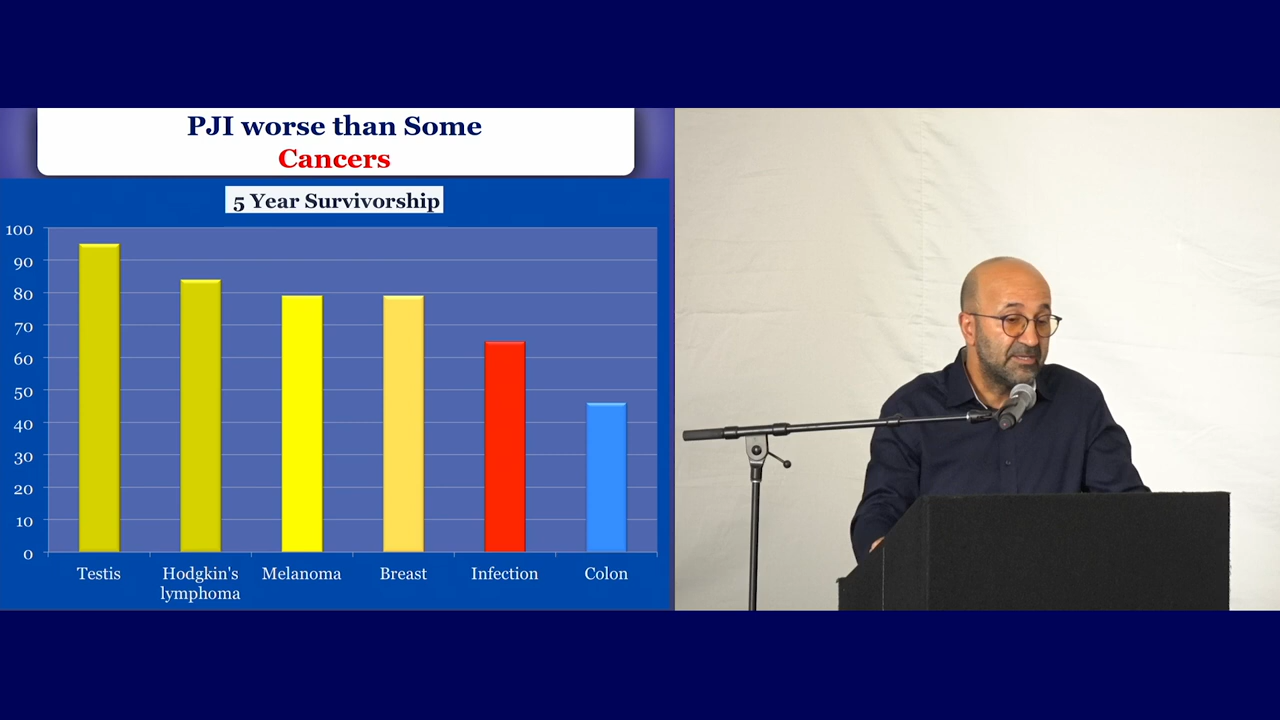 PJI worse than Some
Cancers
5 Year Survivorship
100
90
80
70
60
50
40
30
20
10
0
Testis
Hodgkin's
lymphoma
Melanoma
Breast
Infection
Colon